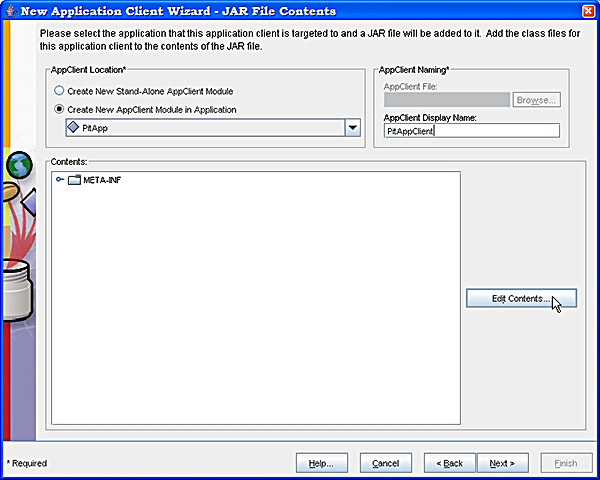 New Application Client Wizard - JAR File Contents
Please select the application that this application client is targeted to and a JAR file will be added to it.  Add the class files for
this application client to the contents of the JAR file.
AppClient Location*
Create New Stand-Alone AppClient Module
Create New AppClient Module in Application
PitApp
AppClient Naming*
AppClient File:
Browse...
AppClient Display Name:
PitAppClient
Contents:
META-INF
Edit Contents...
* Required
Help...
Cancel
< Back
Next >
Finish